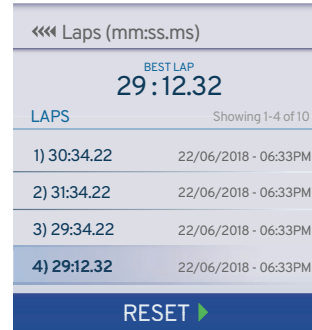 Laps (mm:ss.ms)
BEST LAP
29:12.32
LAPS Showing 1-4 of 10
1) 30:34.22 22/06/2018 - 06:33PM
2) 31:34.22 22/06/2018 - 06:33PM
3) 29:34.22 22/06/2018 - 06:33PM
4) 29:12.32 22/06/2018 - 06:33PM
RESET